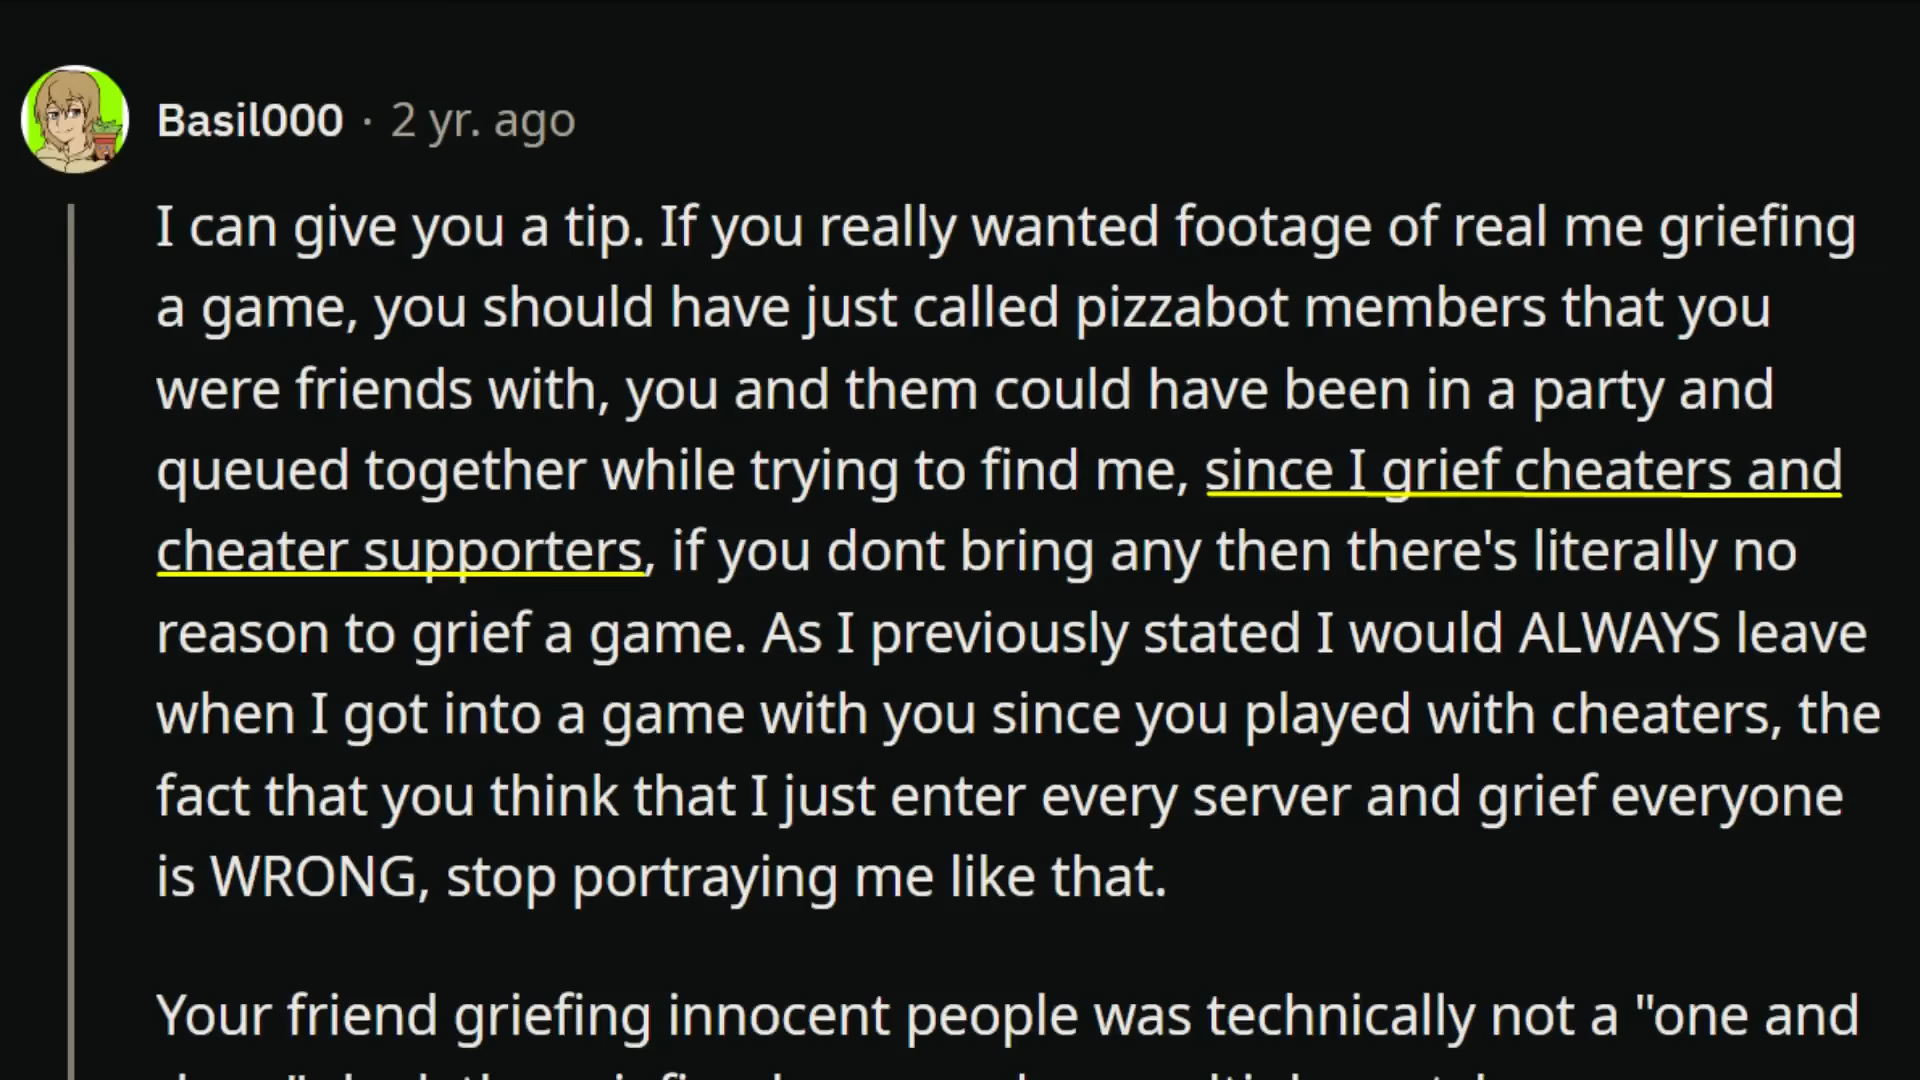 Basil000 · 2 yr. ago
I can give you a tip. If you really wanted footage of real me griefing
a game, you should have just called pizzabot members that you
were friends with, you and them could have been in a party and
queued together while trying to find me, since I grief cheaters and
cheater supporters, if you dont bring any then there's literally no
reason to grief a game. As I previously stated I would ALWAYS leave
when I got into a game with you since you played with cheaters, the
fact that you think that I just enter every server and grief everyone
is WRONG, stop portraying me like that.
Your friend griefing innocent people was technically not a "one and